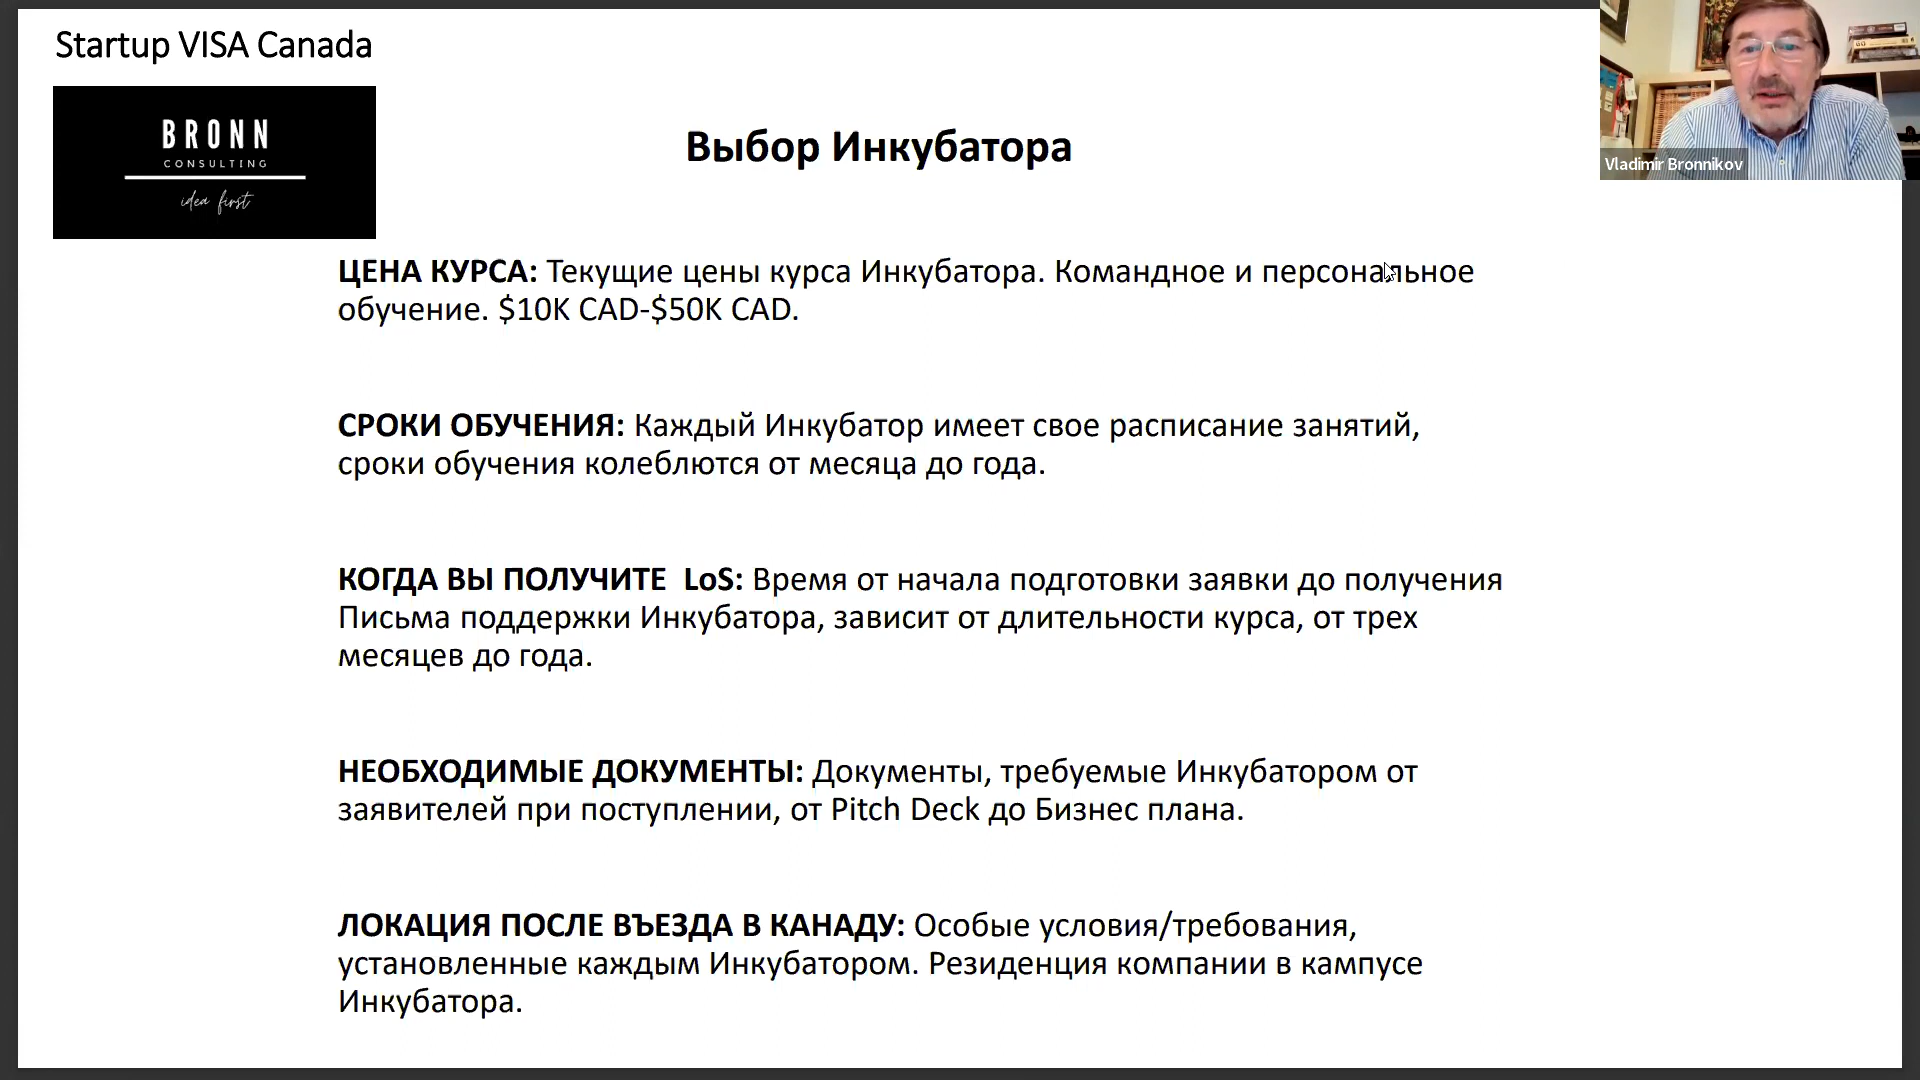 Startup VISA Canada
BRONN
CONSULTING
idea first
Vladimir Bronnikov
Выбор Инкубатора
ЦЕНА КУРСА: Текущие цены курса Инкубатора. Командное и персональное
обучение. $10K CAD-$50K CAD.
СРОКИ ОБУЧЕНИЯ: Каждый Инкубатор имеет свое расписание занятий,
сроки обучения колеблются от месяца до года.
КОГДА ВЫ ПОЛУЧИТЕ  LoS: Время от начала подготовки заявки до получения
Письма поддержки Инкубатора, зависит от длительности курса, от трех
месяцев до года.
НЕОБХОДИМЫЕ ДОКУМЕНТЫ: Документы, требуемые Инкубатором от
заявителей при поступлении, от Pitch Deck до Бизнес плана.
ЛОКАЦИЯ ПОСЛЕ ВЪЕЗДА В КАНАДУ: Особые условия/требования,
установленные каждым Инкубатором. Резиденция компании в кампусе
Инкубатора.